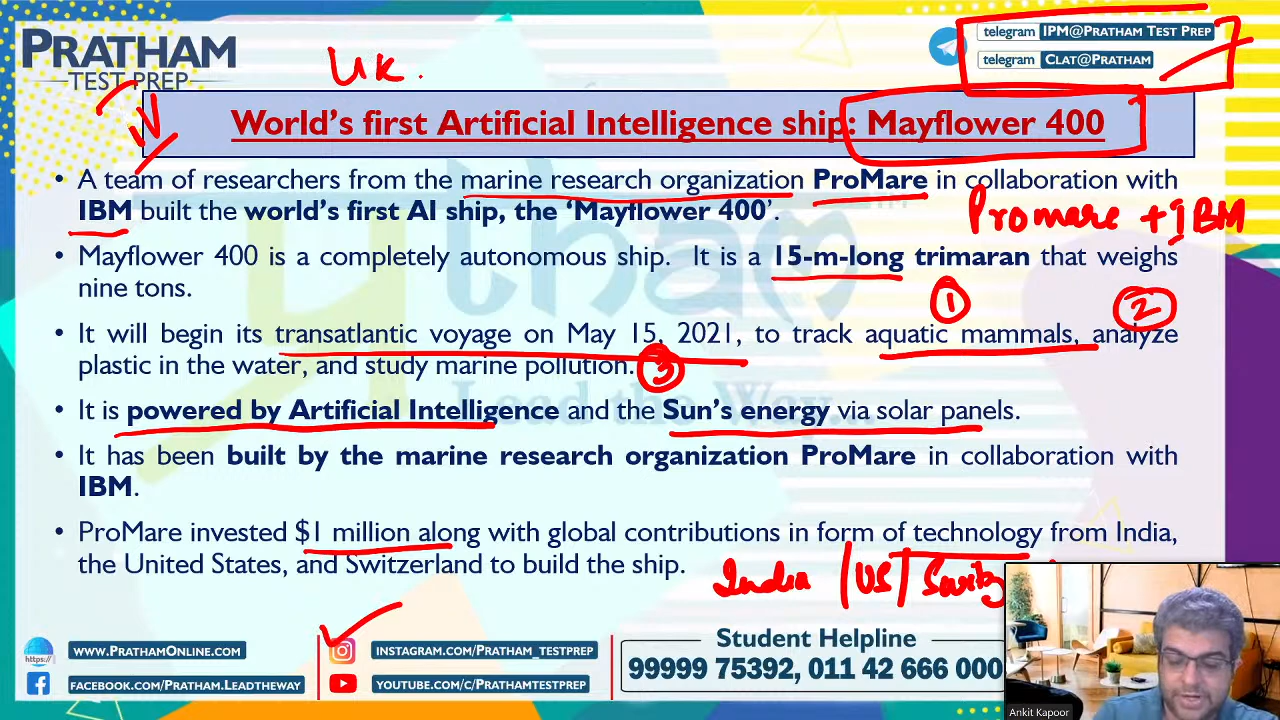 PRATHAM
TEST PREP
UK.
telegram IPM@PRATHAM TEST PREP
telegram CLAT@PRATHAM
World's first Artificial Intelligence ship: Mayflower 400
• A team of researchers from the marine research organization ProMare in collaboration with
IBM built the world's first AI ship, the 'Mayflower 400'.
Promare + IBM
• Mayflower 400 is a completely autonomous ship. It is a 15-m-long trimaran that weighs
nine tons.
1 2
• It will begin its transatlantic voyage on May 15, 2021, to track aquatic mammals, analyze
plastic in the water, and study marine pollution. 3
• It is powered by Artificial Intelligence and the Sun's energy via solar panels.
Lead the Way...
• It has been built by the marine research organization ProMare in collaboration with
IBM.
• ProMare invested $1 million along with global contributions in form of technology from India,
the United States, and Switzerland to build the ship.
India / US /
https://
WWW.PRATHAMONLINE.COM
FACEBOOK.COM/PRATHAM.LEADTHEWAY
INSTAGRAM.COM/PRATHAM_TESTPREP
YOUTUBE.COM/C/PRATHAMTESTPREP
Student Helpline
99999 75392, 011 42 666 000
Ankit Kapoor